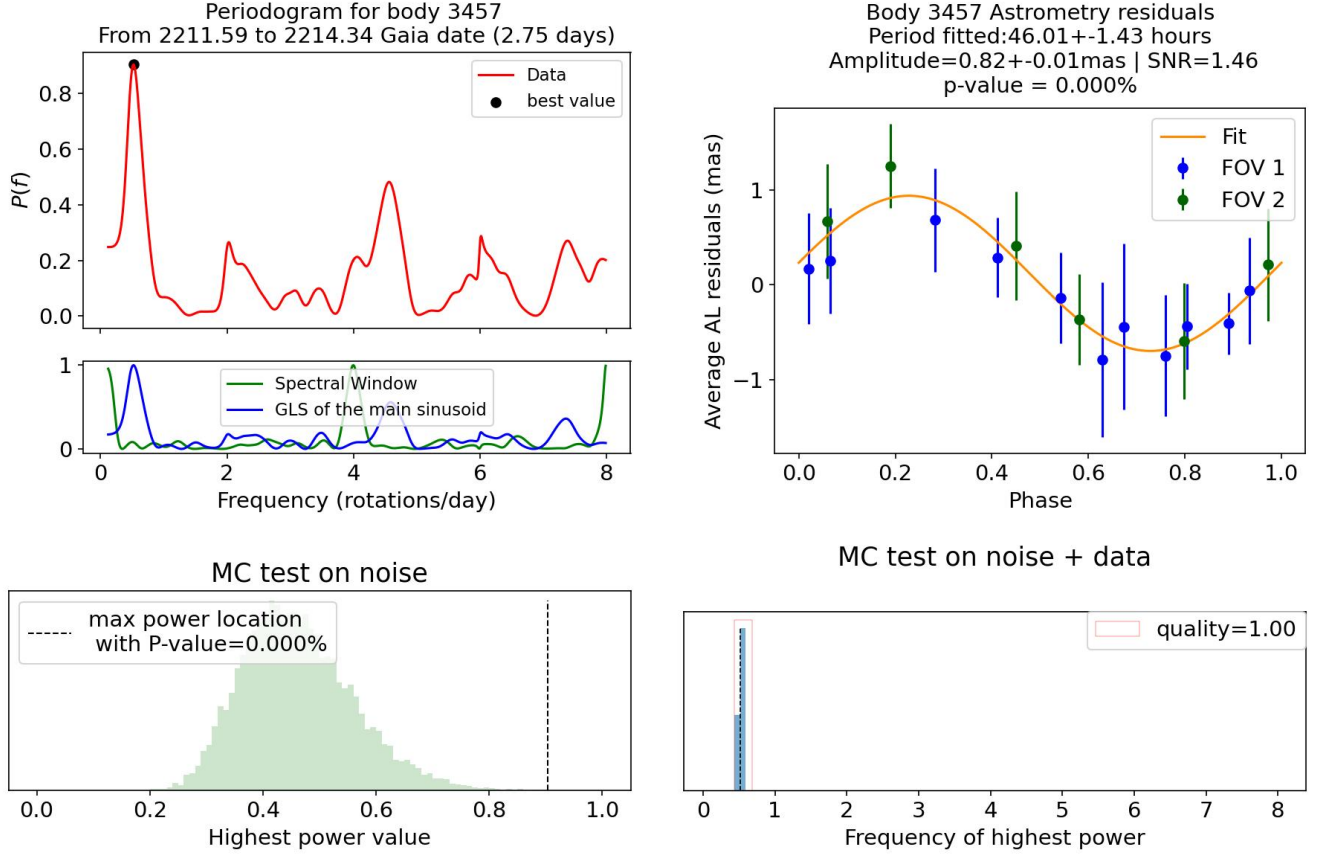 Periodogram for body 3457
From 2211.59 to 2214.34 Gaia date (2.75 days)
P(f)
0.8
0.6
0.4
0.2
0.0
Data
best value
1
0
Spectral Window
GLS of the main sinusoid
0 2 4 6 8
Frequency (rotations/day)
Body 3457 Astrometry residuals
Period fitted:46.01+-1.43 hours
Amplitude=0.82+-0.01mas | SNR=1.46
p-value = 0.000%
Average AL residuals (mas)
1
0
−1
Fit
FOV 1
FOV 2
0.0 0.2 0.4 0.6 0.8 1.0
Phase
MC test on noise
max power location
with P-value=0.000%
0.0 0.2 0.4 0.6 0.8 1.0
Highest power value
MC test on noise + data
quality=1.00
0 1 2 3 4 5 6 7 8
Frequency of highest power